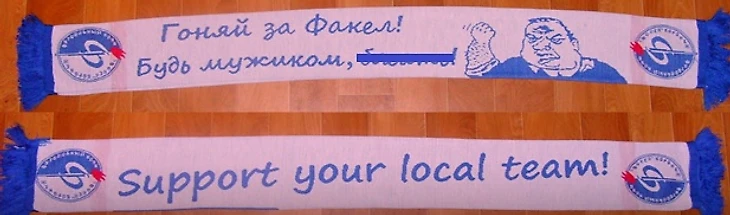 Гоняй за Факел!
Будь мужиком,
Support your local team!